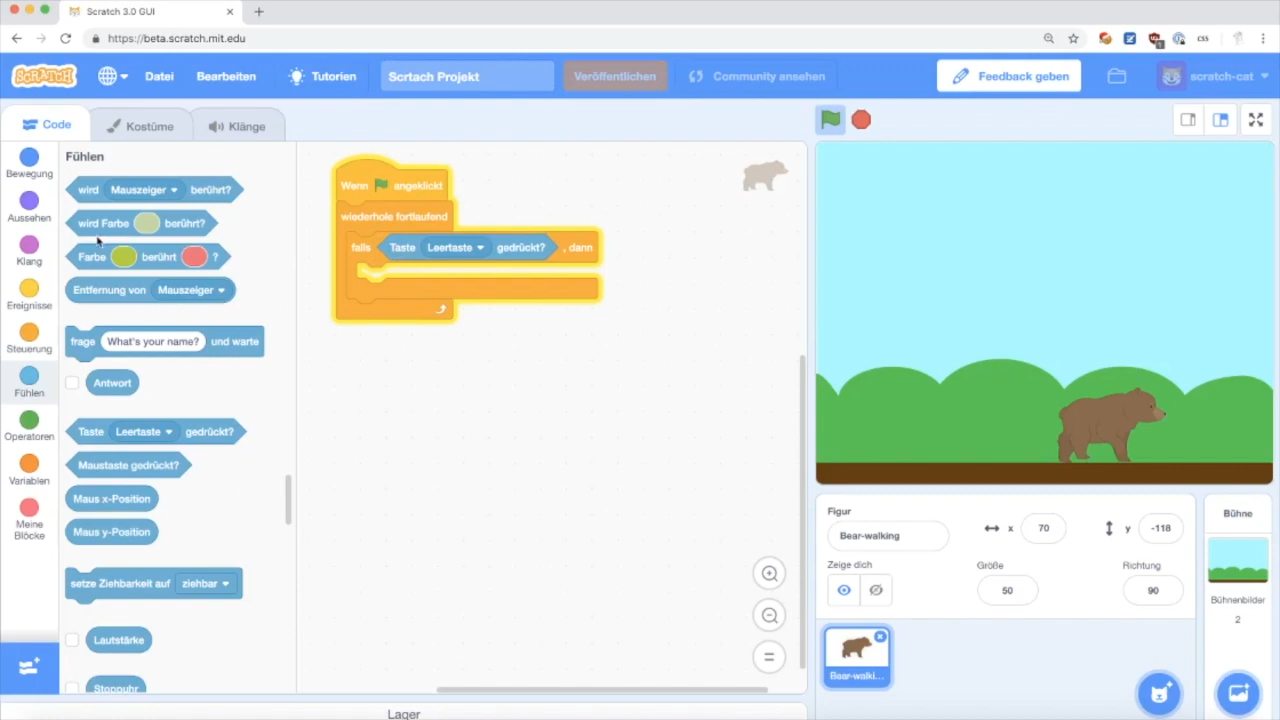 Scratch 3.0 GUI
https://beta.scratch.mit.edu
1
css
SCRATCH
Datei
Bearbeiten
Tutorien
Scrtach Projekt
Veröffentlichen
Community ansehen
Feedback geben
scratch-cat
Code
Kostüme
Klänge
Bewegung
Aussehen
Klang
Ereignisse
Steuerung
Fühlen
Operatoren
Variablen
Meine
Blöcke
Fühlen
wird Mauszeiger berührt?
wird Farbe berührt?
Farbe berührt ?
Entfernung von Mauszeiger
frage What's your name? und warte
Antwort
Taste Leertaste gedrückt?
Maustaste gedrückt?
Maus x-Position
Maus y-Position
setze Ziehbarkeit auf ziehbar
Lautstärke
Stoppuhr
Wenn angeklickt
wiederhole fortlaufend
falls Taste Leertaste gedrückt? , dann
Lager
Figur
Bear-walking
x 70
y -118
Zeige dich
Größe
50
Richtung
90
Bear-walki...
Bühne
Bühnenbilder
2